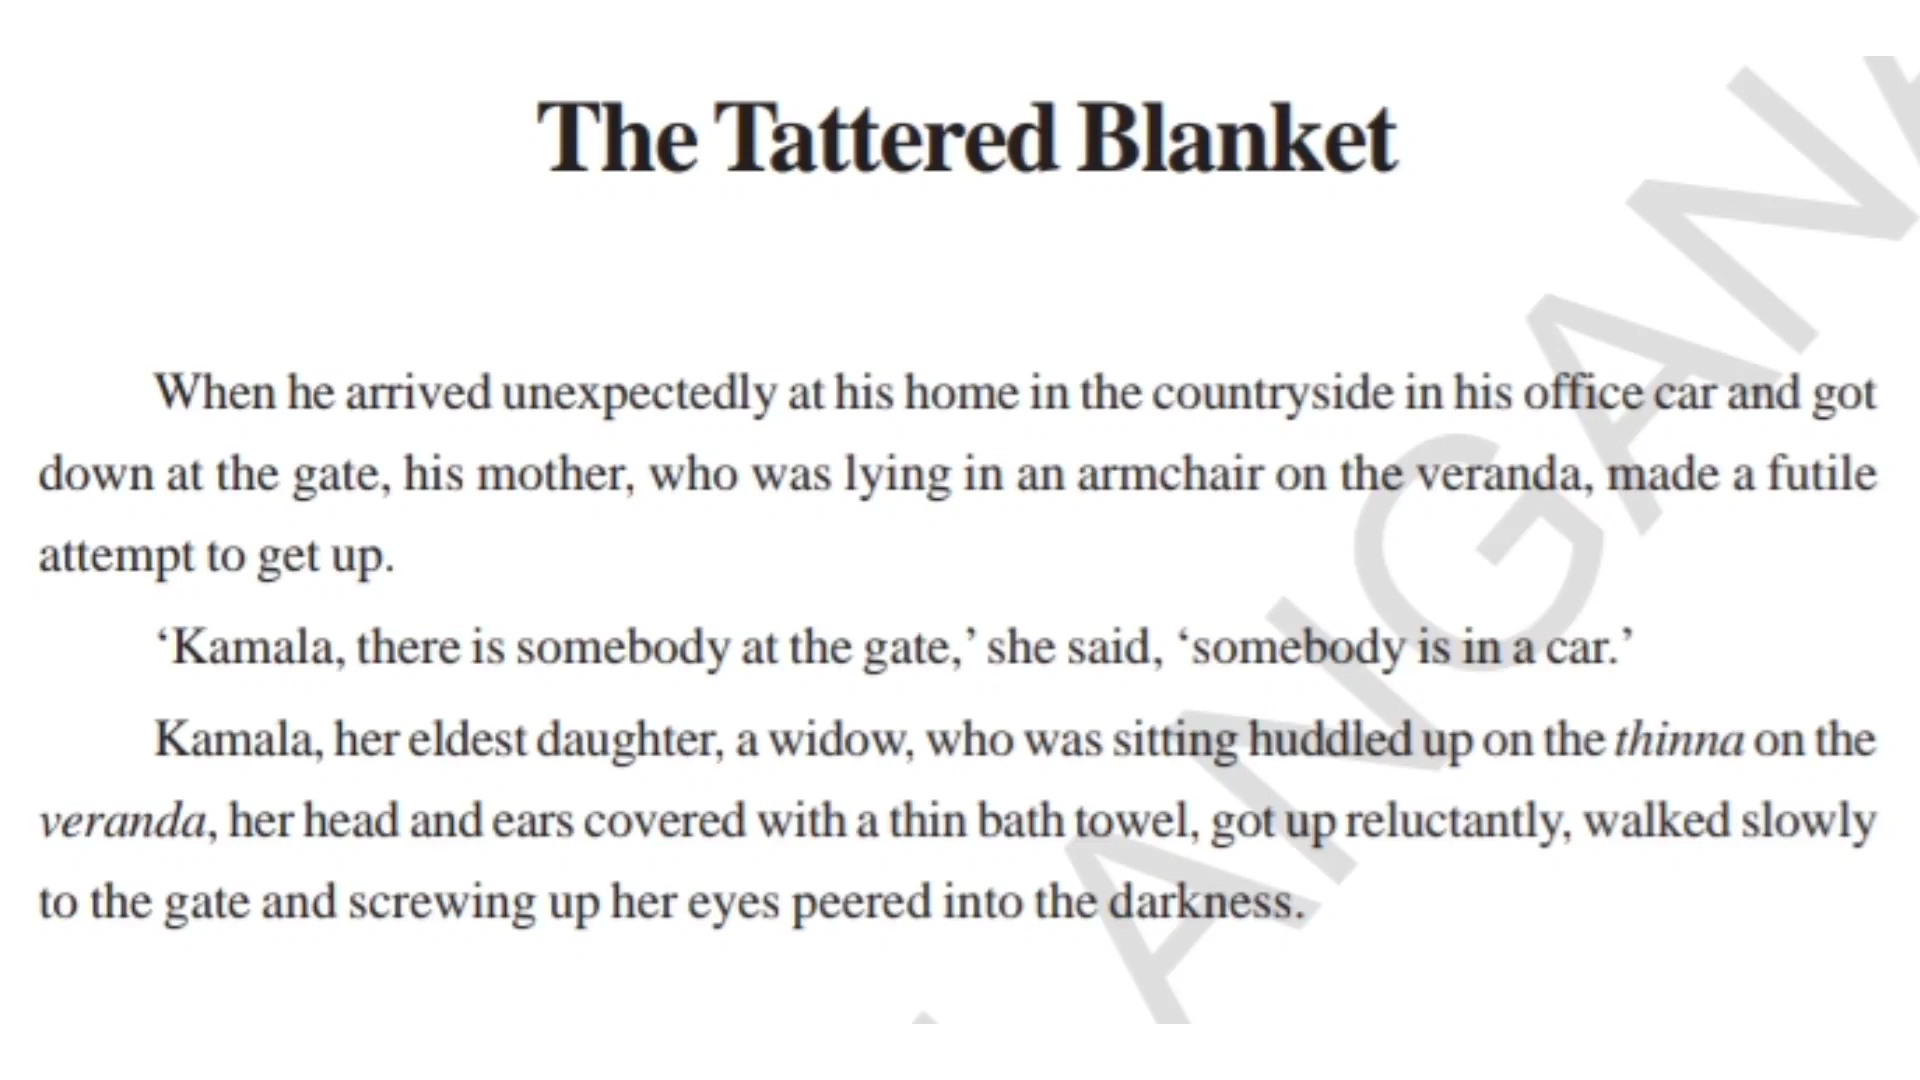 The Tattered Blanket
When he arrived unexpectedly at his home in the countryside in his office car and got
down at the gate, his mother, who was lying in an armchair on the veranda, made a futile
attempt to get up.
‘Kamala, there is somebody at the gate,’ she said, ‘somebody is in a car.’
Kamala, her eldest daughter, a widow, who was sitting huddled up on the thinna on the
veranda, her head and ears covered with a thin bath towel, got up reluctantly, walked slowly
to the gate and screwing up her eyes peered into the darkness.